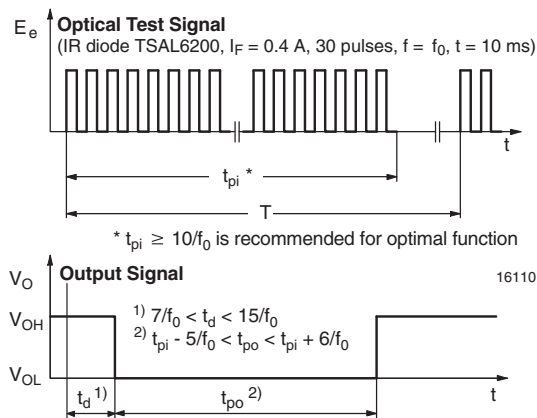 E_e Optical Test Signal
(IR diode TSAL6200, I_F = 0.4 A, 30 pulses, f = f_0, t = 10 ms)
t
t_pi *
T
* t_pi ≥ 10/f_0 is recommended for optimal function
V_O Output Signal 16110
V_OH
1) 7/f_0 < t_d < 15/f_0
2) t_pi - 5/f_0 < t_po < t_pi + 6/f_0
V_OL
t_d 1) t_po 2) t